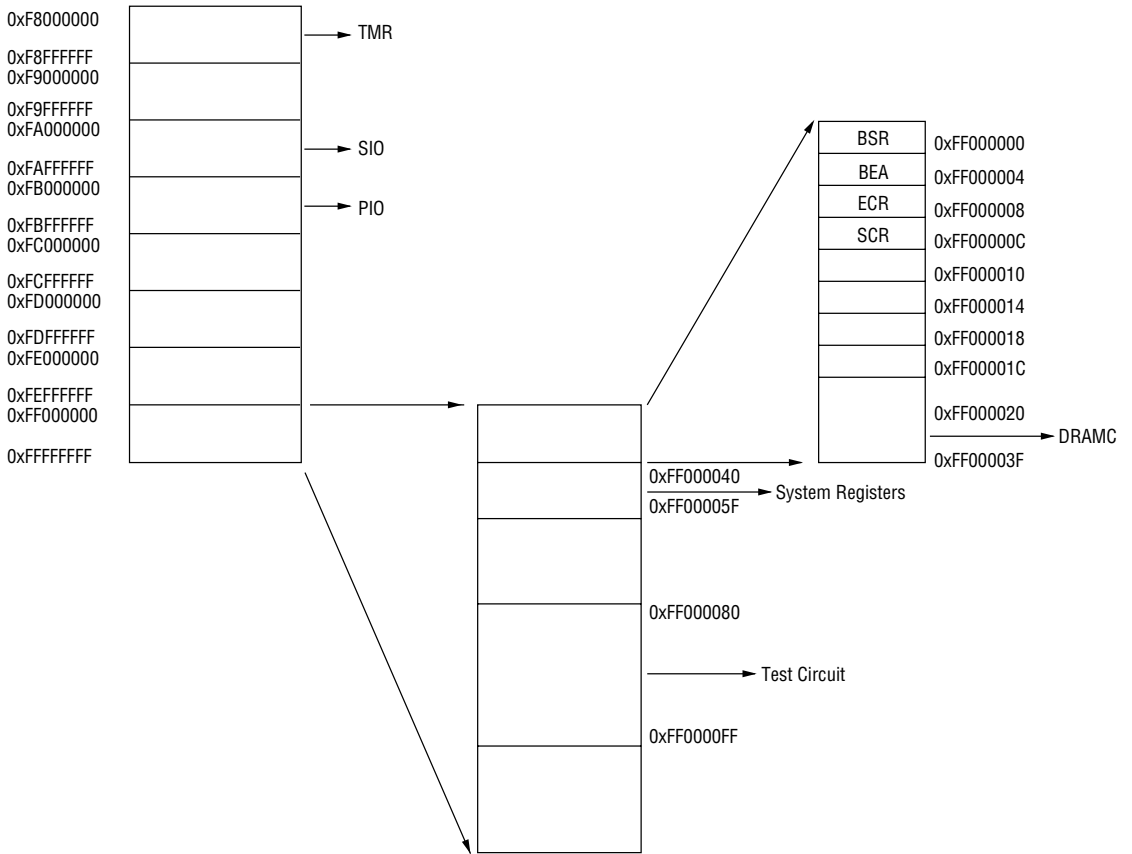 0xF8000000
TMR
0xF8FFFFFF
0xF9000000
0xF9FFFFFF
0xFA000000
SIO
0xFAFFFFFF
0xFB000000
PIO
0xFBFFFFFF
0xFC000000
0xFCFFFFFF
0xFD000000
0xFDFFFFFF
0xFE000000
0xFEFFFFFF
0xFF000000
0xFFFFFFFF
0xFF000040
System Registers
0xFF00005F
0xFF000080
Test Circuit
0xFF0000FF
BSR 0xFF000000
BEA 0xFF000004
ECR 0xFF000008
SCR 0xFF00000C
0xFF000010
0xFF000014
0xFF000018
0xFF00001C
0xFF000020
DRAMC
0xFF00003F